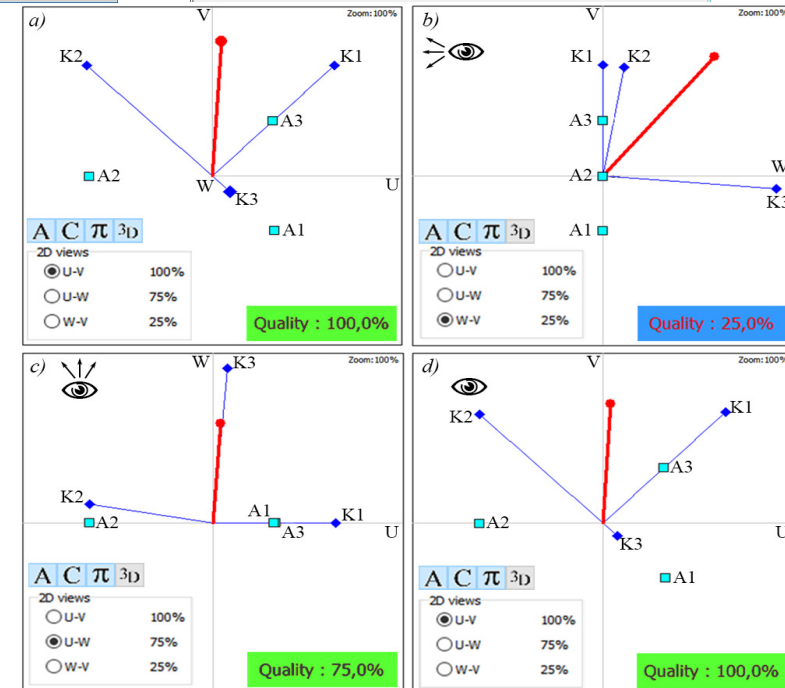 a)
V
Zoom:100%
K2
K1
A3
A2
W
U
K3
A1
A C π 3D
2D views
U-V 100%
U-W 75%
W-V 25%
Quality : 100,0%
b)
V
Zoom:100%
K1
K2
A3
W
A2
K3
A1
A C π 3D
2D views
U-V 100%
U-W 75%
W-V 25%
Quality : 25,0%
c)
W
K3
Zoom:100%
K2
A1
K1
A2
A3
U
A C π 3D
2D views
U-V 100%
U-W 75%
W-V 25%
Quality : 75,0%
d)
V
Zoom:100%
K2
K1
A3
A2
U
K3
A1
A C π 3D
2D views
U-V 100%
U-W 75%
W-V 25%
Quality : 100,0%